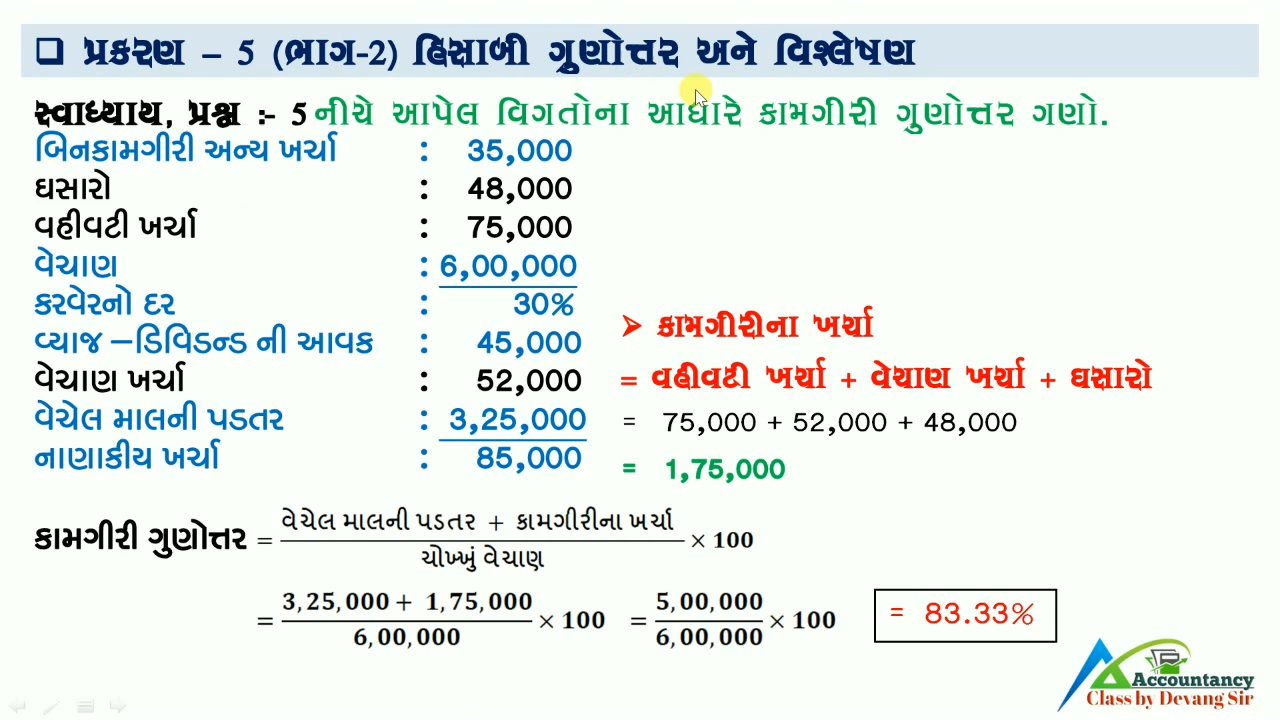 ❑ પ્રકરણ – 5 (ભાગ-2) હિસાબી ગુણોત્તર અને વિશ્લેષણ
સ્વાધ્યાય, પ્રશ્ન :- 5 નીચે આપેલ વિગતોના આધારે કામગીરી ગુણોત્તર ગણો.
બિનકામગીરી અન્ય ખર્ચા : 35,000
ઘસારો : 48,000
વહીવટી ખર્ચા : 75,000
વેચાણ : 6,00,000
કરવેરનો દર : 30%
વ્યાજ –ડિવિડન્ડ ની આવક : 45,000
વેચાણ ખર્ચા : 52,000
વેચેલ માલની પડતર : 3,25,000
નાણાકીય ખર્ચા : 85,000
➤ કામગીરીના ખર્ચા
= વહીવટી ખર્ચા + વેચાણ ખર્ચા + ઘસારો
= 75,000 + 52,000 + 48,000
= 1,75,000
કામગીરી ગુણોત્તર = વેચેલ માલની પડતર + કામગીરીના ખર્ચા / ચોખ્ખું વેચાણ × 100
= 3,25,000 + 1,75,000 / 6,00,000 × 100 = 5,00,000 / 6,00,000 × 100 = 83.33%
Accountancy
Class by Devang Sir